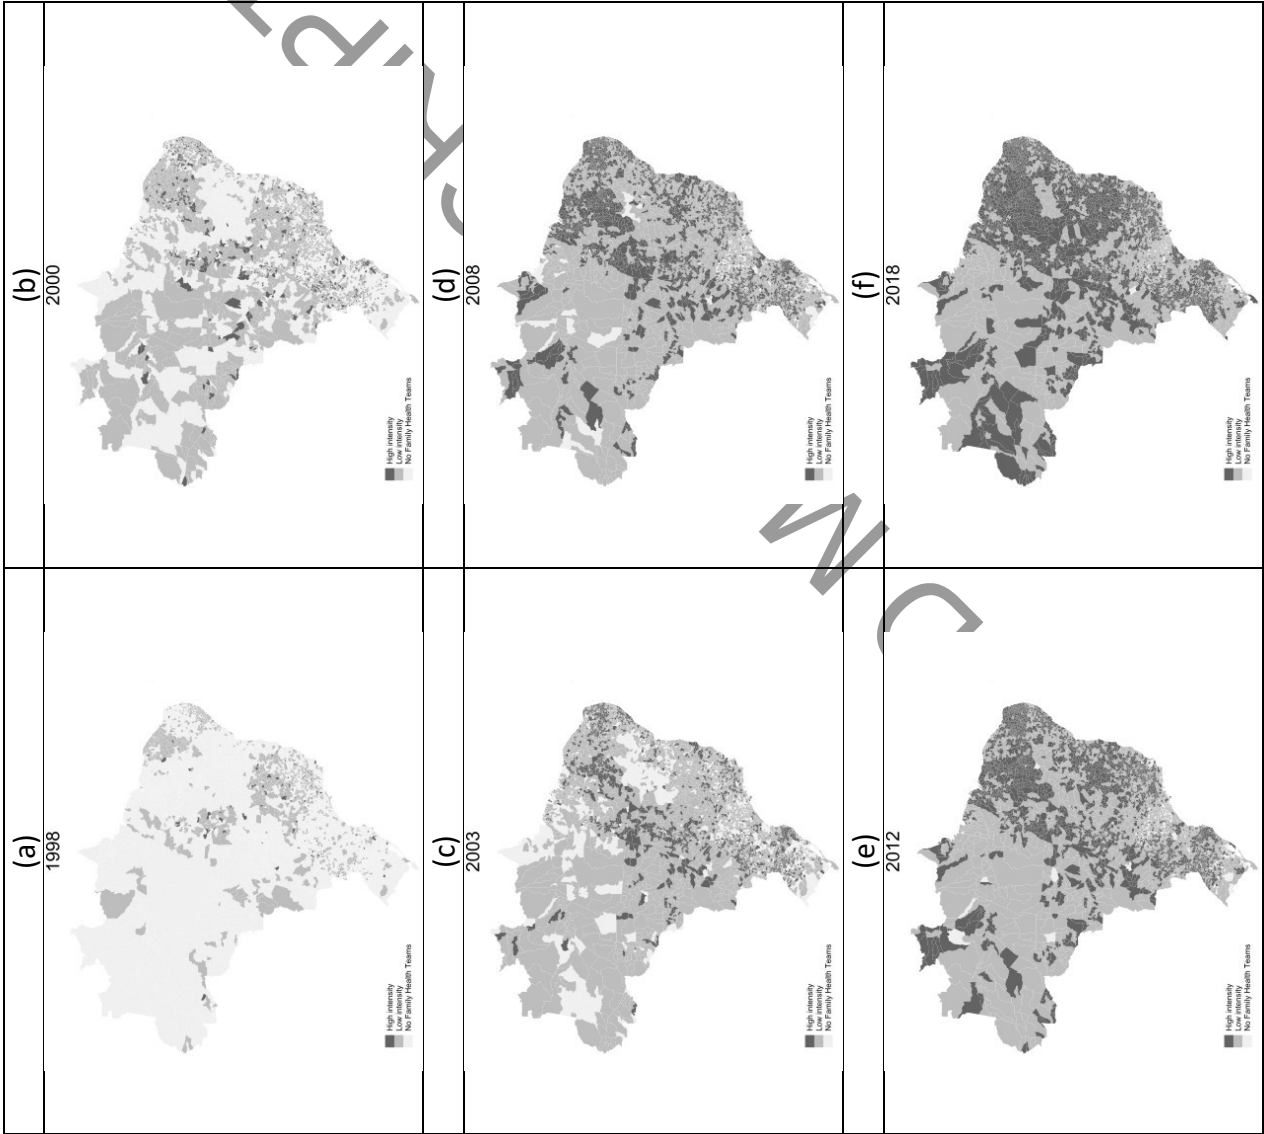 (a)
1998
High intensity
Low intensity
No Family Health Teams
(b)
2000
High intensity
Low intensity
No Family Health Teams
(c)
2003
High intensity
Low intensity
No Family Health Teams
(d)
2008
High intensity
Low intensity
No Family Health Teams
(e)
2012
High intensity
Low intensity
No Family Health Teams
(f)
2018
High intensity
Low intensity
No Family Health Teams